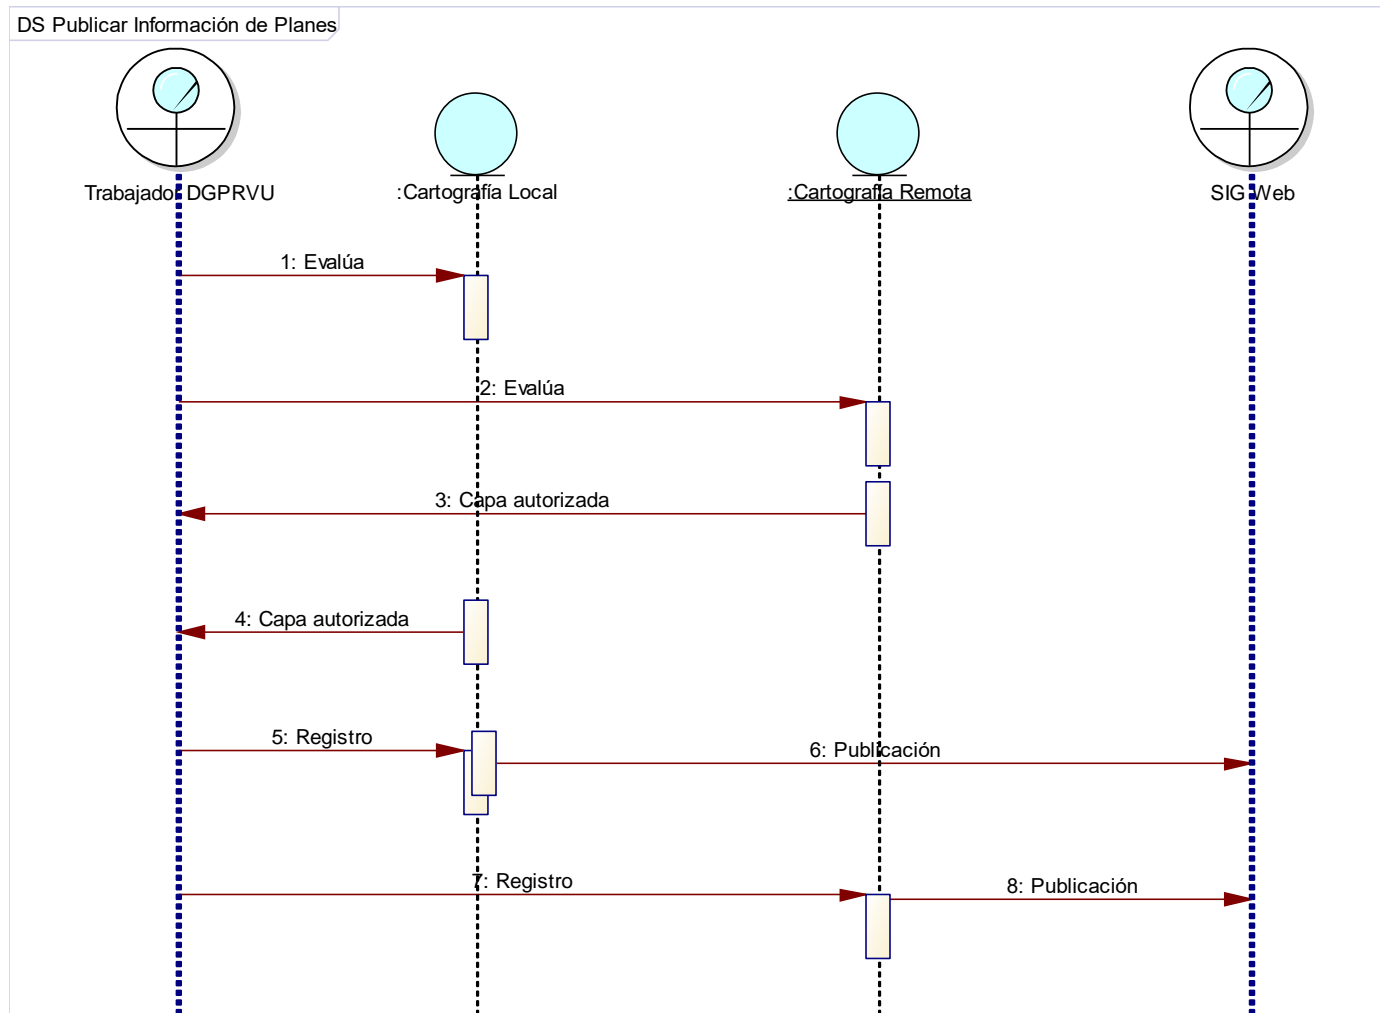 DS Publicar Información de Planes
Trabajador DGPRVU
:Cartografía Local
:Cartografía Remota
SIG Web
1: Evalúa
2: Evalúa
3: Capa autorizada
4: Capa autorizada
5: Registro
6: Publicación
7: Registro
8: Publicación